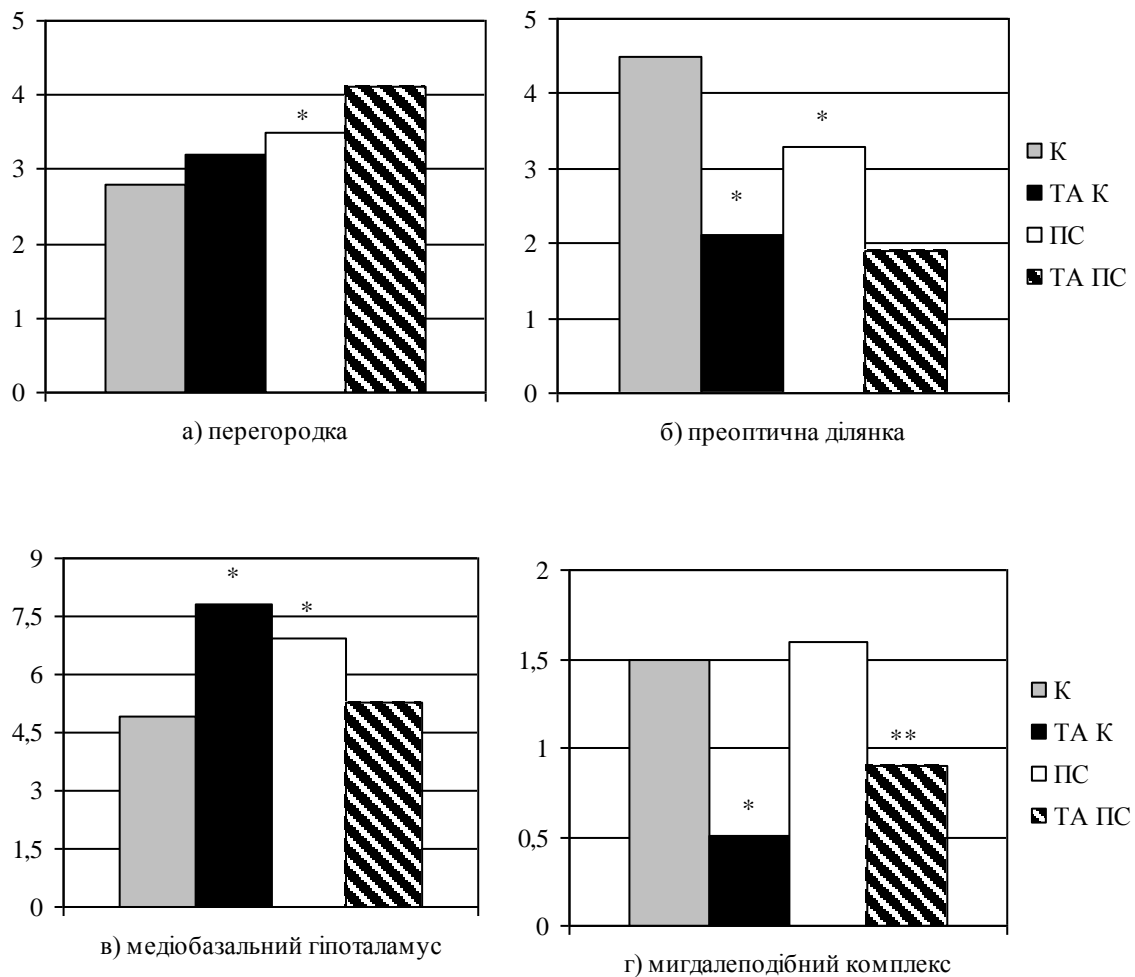 5
4
3
2
1
0
*
а) перегородка
5
4
3
2
1
0
*
*
б) преоптична ділянка
К
ТА К
ПС
ТА ПС
9
7,5
6
4,5
3
1,5
0
*
*
в) медіобазальний гіпоталамус
2
1,5
1
0,5
0
*
**
г) мигдалеподібний комплекс
К
ТА К
ПС
ТА ПС